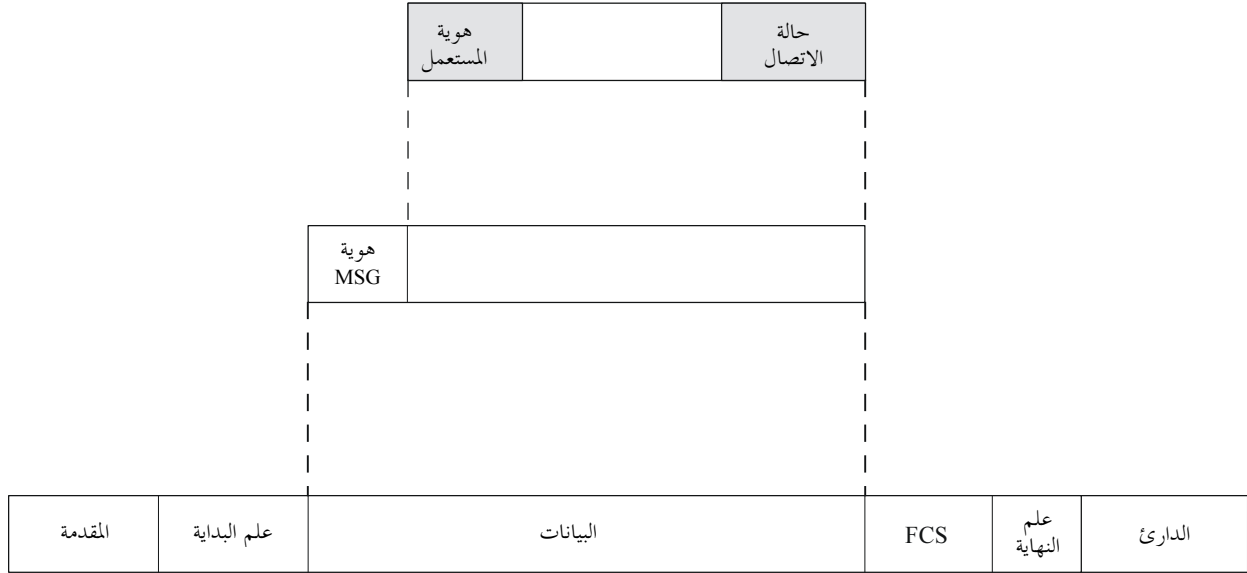 هوية
المستعمل
حالة
الاتصال
هوية
MSG
المقدمة
علم البداية
البيانات
FCS
علم
النهاية
الدارئ